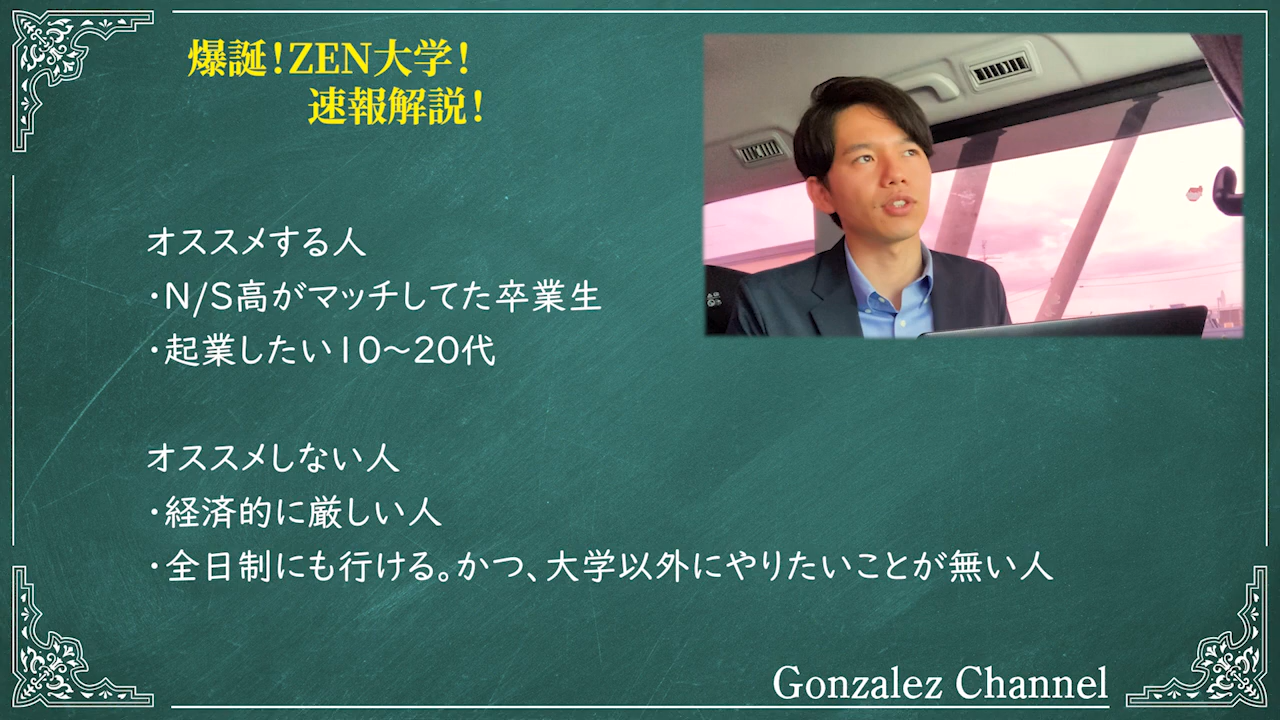 爆誕!ZEN大学!
速報解説!
オススメする人
・N/S高がマッチしてた卒業生
・起業したい10~20代
オススメしない人
・経済的に厳しい人
・全日制にも行ける。かつ、大学以外にやりたいことが無い人
Gonzalez Channel